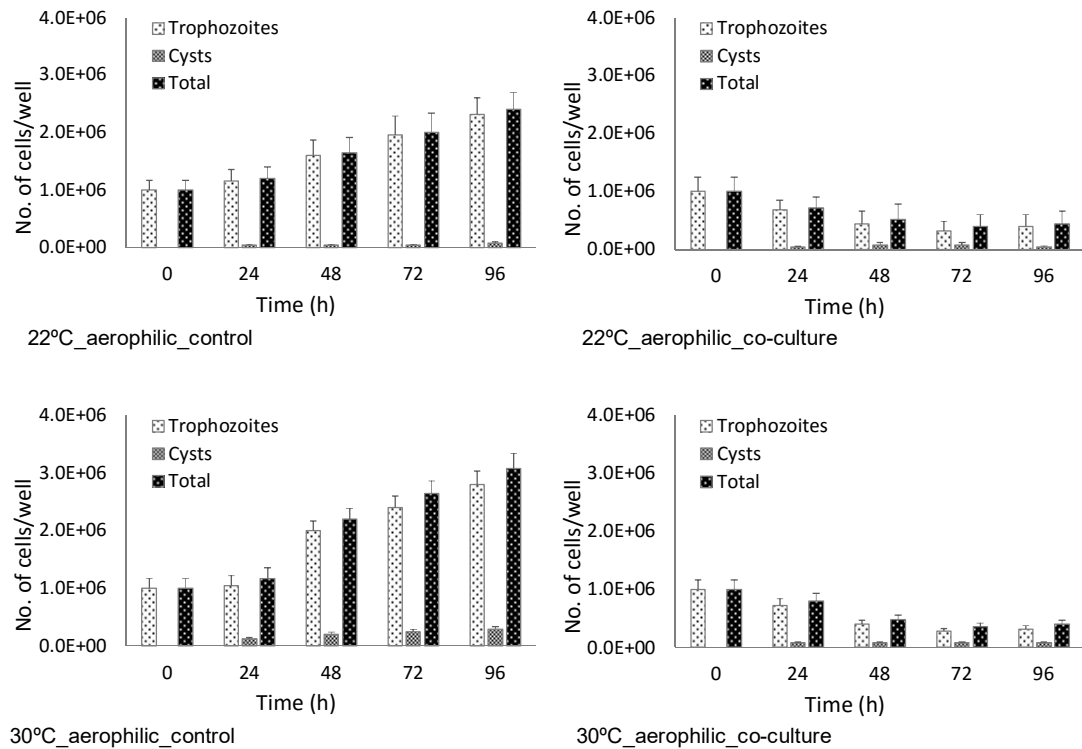 No. of cells/well
4.0E+06
3.0E+06
2.0E+06
1.0E+06
0.0E+00
Trophozoites
Cysts
Total
0 24 48 72 96
Time (h)
22ºC_aerophilic_control
No. of cells/well
4.0E+06
3.0E+06
2.0E+06
1.0E+06
0.0E+00
Trophozoites
Cysts
Total
0 24 48 72 96
Time (h)
22ºC_aerophilic_co-culture
No. of cells/well
4.0E+06
3.0E+06
2.0E+06
1.0E+06
0.0E+00
Trophozoites
Cysts
Total
0 24 48 72 96
Time (h)
30ºC_aerophilic_control
No. of cells/well
4.0E+06
3.0E+06
2.0E+06
1.0E+06
0.0E+00
Trophozoites
Cysts
Total
0 24 48 72 96
Time (h)
30ºC_aerophilic_co-culture